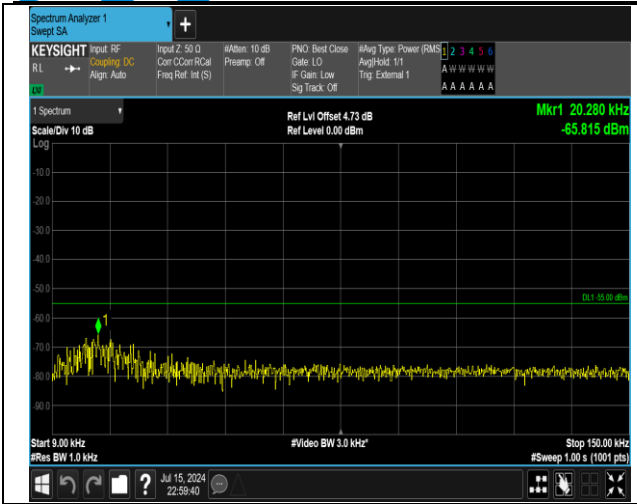 Spectrum Analyzer 1
Swept SA
+
KEYSIGHT
RL
LXI
Input: RF
Coupling: DC
Align: Auto
Input Z: 50 Ω
Corr CCorr RCal
Freq Ref: Int (S)
#Atten: 10 dB
Preamp: Off
PNO: Best Close
Gate: LO
IF Gain: Low
Sig Track: Off
#Avg Type: Power (RMS
Avg|Hold: 1/1
Trig: External 1
1 2 3 4 5 6
A W W W W W
A A A A A A
1 Spectrum
Scale/Div 10 dB
Log
Ref Lvl Offset 4.73 dB
Ref Level 0.00 dBm
Mkr1 20.280 kHz
-65.815 dBm
-10.0
-20.0
-30.0
-40.0
-50.0
DL1 -55.00 dBm
-60.0
1
-70.0
-80.0
-90.0
Start 9.00 kHz
#Res BW 1.0 kHz
#Video BW 3.0 kHz*
Stop 150.00 kHz
#Sweep 1.00 s (1001 pts)
?
Jul 15, 2024
22:59:40